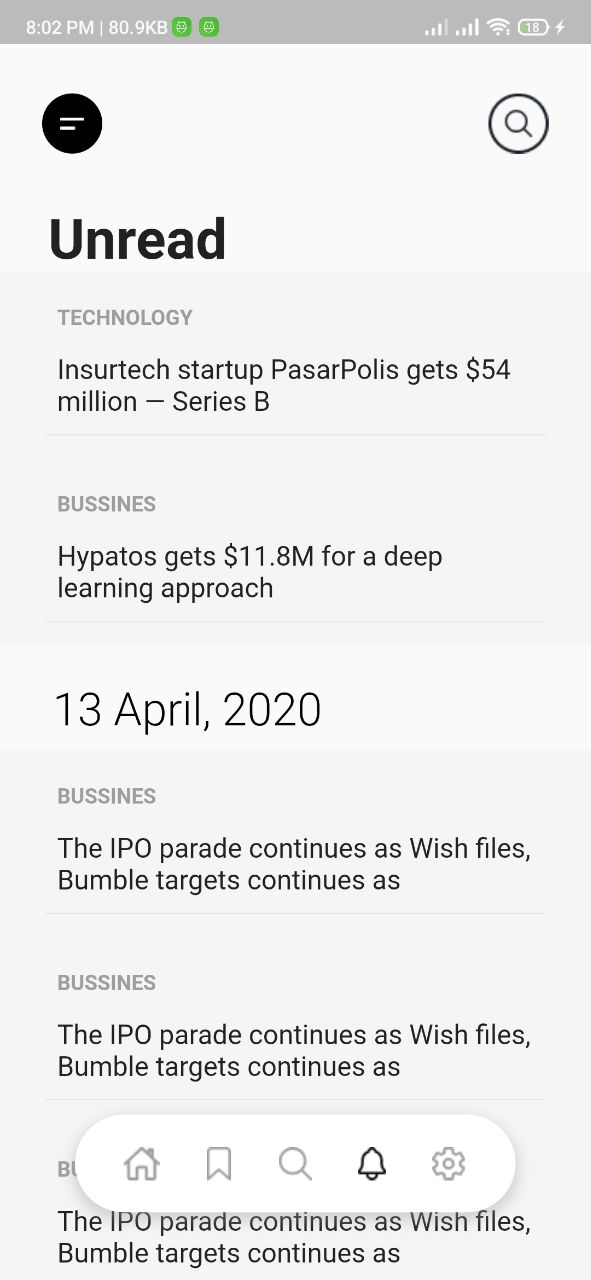 8:02 PM | 80.9KB
18
Unread
TECHNOLOGY
Insurtech startup PasarPolis gets $54
million — Series B
BUSSINES
Hypatos gets $11.8M for a deep
learning approach
13 April, 2020
BUSSINES
The IPO parade continues as Wish files,
Bumble targets continues as
BUSSINES
The IPO parade continues as Wish files,
Bumble targets continues as
The IPO parade continues as Wish files,
Bumble targets continues as